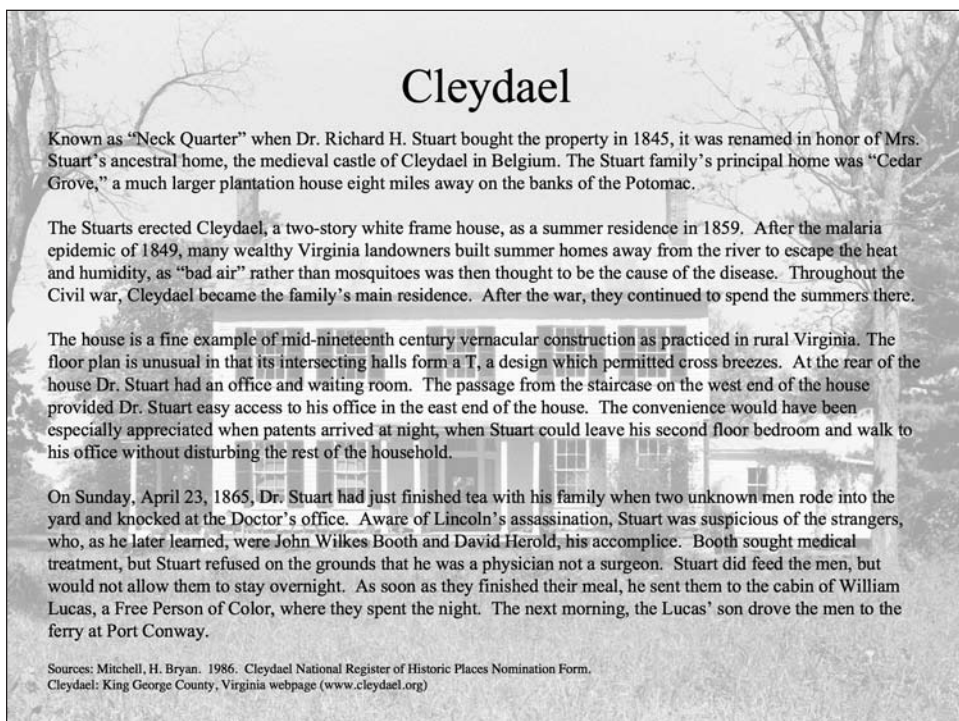 Cleydael
Known as “Neck Quarter” when Dr. Richard H. Stuart bought the property in 1845, it was renamed in honor of Mrs.
Stuart’s ancestral home, the medieval castle of Cleydael in Belgium. The Stuart family’s principal home was “Cedar
Grove,” a much larger plantation house eight miles away on the banks of the Potomac.
The Stuarts erected Cleydael, a two-story white frame house, as a summer residence in 1859.  After the malaria
epidemic of 1849, many wealthy Virginia landowners built summer homes away from the river to escape the heat
and humidity, as “bad air” rather than mosquitoes was then thought to be the cause of the disease.  Throughout the
Civil war, Cleydael became the family’s main residence.  After the war, they continued to spend the summers there.
The house is a fine example of mid-nineteenth century vernacular construction as practiced in rural Virginia. The
floor plan is unusual in that its intersecting halls form a T, a design which permitted cross breezes.  At the rear of the
house Dr. Stuart had an office and waiting room.  The passage from the staircase on the west end of the house
provided Dr. Stuart easy access to his office in the east end of the house.  The convenience would have been
especially appreciated when patents arrived at night, when Stuart could leave his second floor bedroom and walk to
his office without disturbing the rest of the household.
On Sunday, April 23, 1865, Dr. Stuart had just finished tea with his family when two unknown men rode into the
yard and knocked at the Doctor’s office.  Aware of Lincoln’s assassination, Stuart was suspicious of the strangers,
who, as he later learned, were John Wilkes Booth and David Herold, his accomplice.  Booth sought medical
treatment, but Stuart refused on the grounds that he was a physician not a surgeon.  Stuart did feed the men, but
would not allow them to stay overnight.  As soon as they finished their meal, he sent them to the cabin of William
Lucas, a Free Person of Color, where they spent the night.  The next morning, the Lucas’ son drove the men to the
ferry at Port Conway.
Sources: Mitchell, H. Bryan.  1986.  Cleydael National Register of Historic Places Nomination Form.
Cleydael: King George County, Virginia webpage (www.cleydael.org)